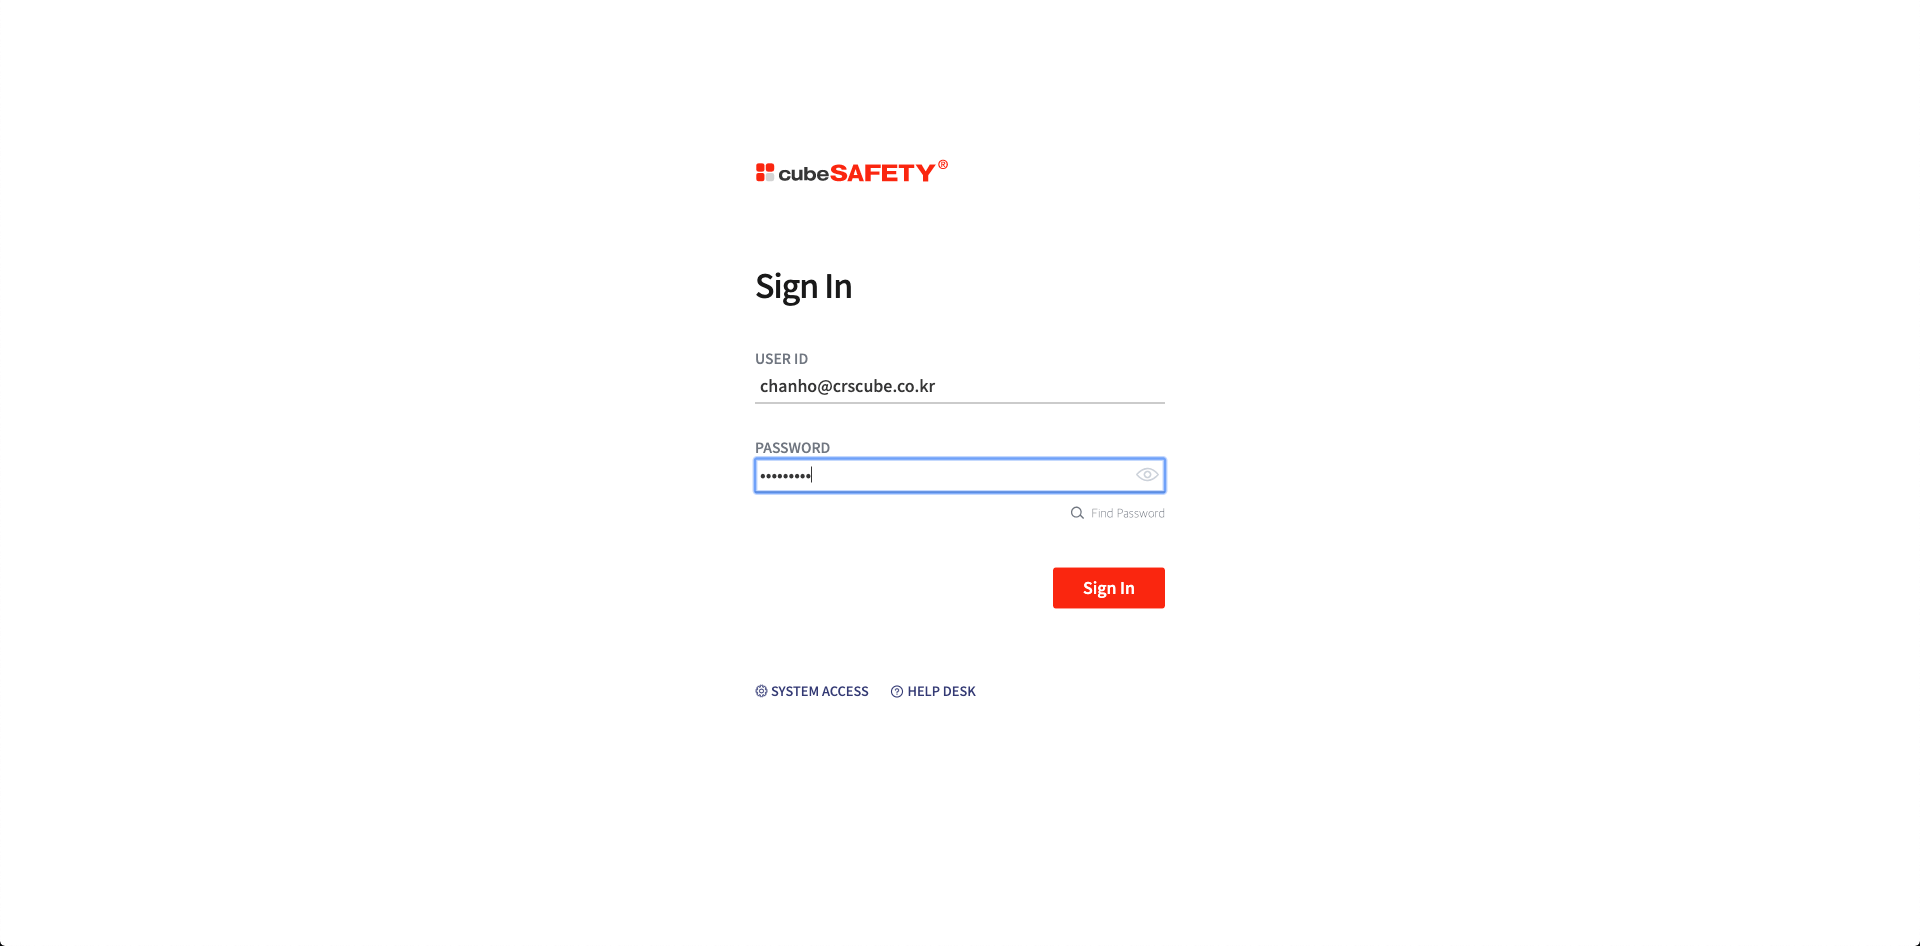 cubeSAFETY®
Sign In
USER ID
chanho@crscube.co.kr
PASSWORD
•••••••••
Find Password
Sign In
SYSTEM ACCESS
HELP DESK